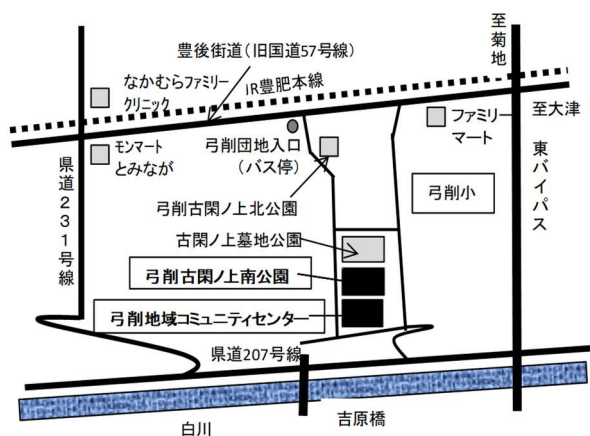 至菊地
豊後街道（旧国道57号線）
JR豊肥本線
なかむらファミリー
クリニック
至大津
ファミリー
マート
弓削団地入口
（バス停）
モンマート
とみなが
県道231号線
東バイパス
弓削小
弓削古閑ノ上北公園
古閑ノ上墓地公園
弓削古閑ノ上南公園
弓削地域コミュニティセンター
県道207号線
白川
吉原橋